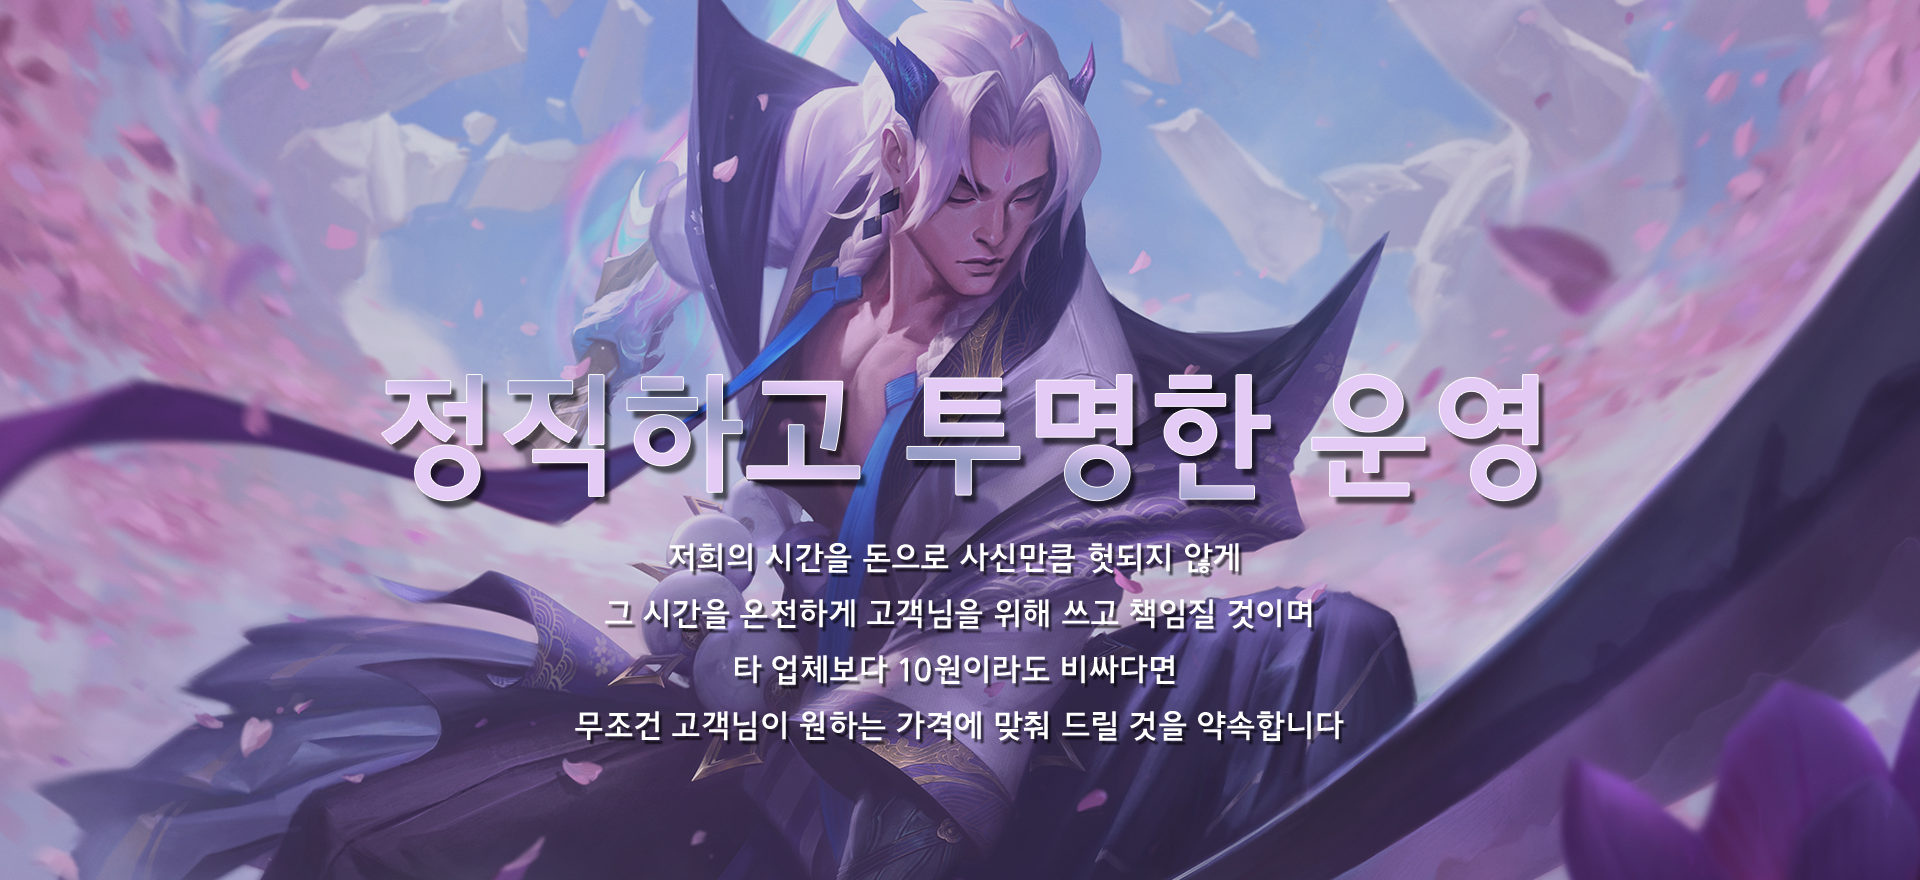 정직하고 투명한 운영
저희의 시간을 돈으로 사신만큼 헛되지 않게
그 시간을 온전하게 고객님을 위해 쓰고 책임질 것이며
타 업체보다 10원이라도 비싸다면
무조건 고객님이 원하는 가격에 맞춰 드릴 것을 약속합니다